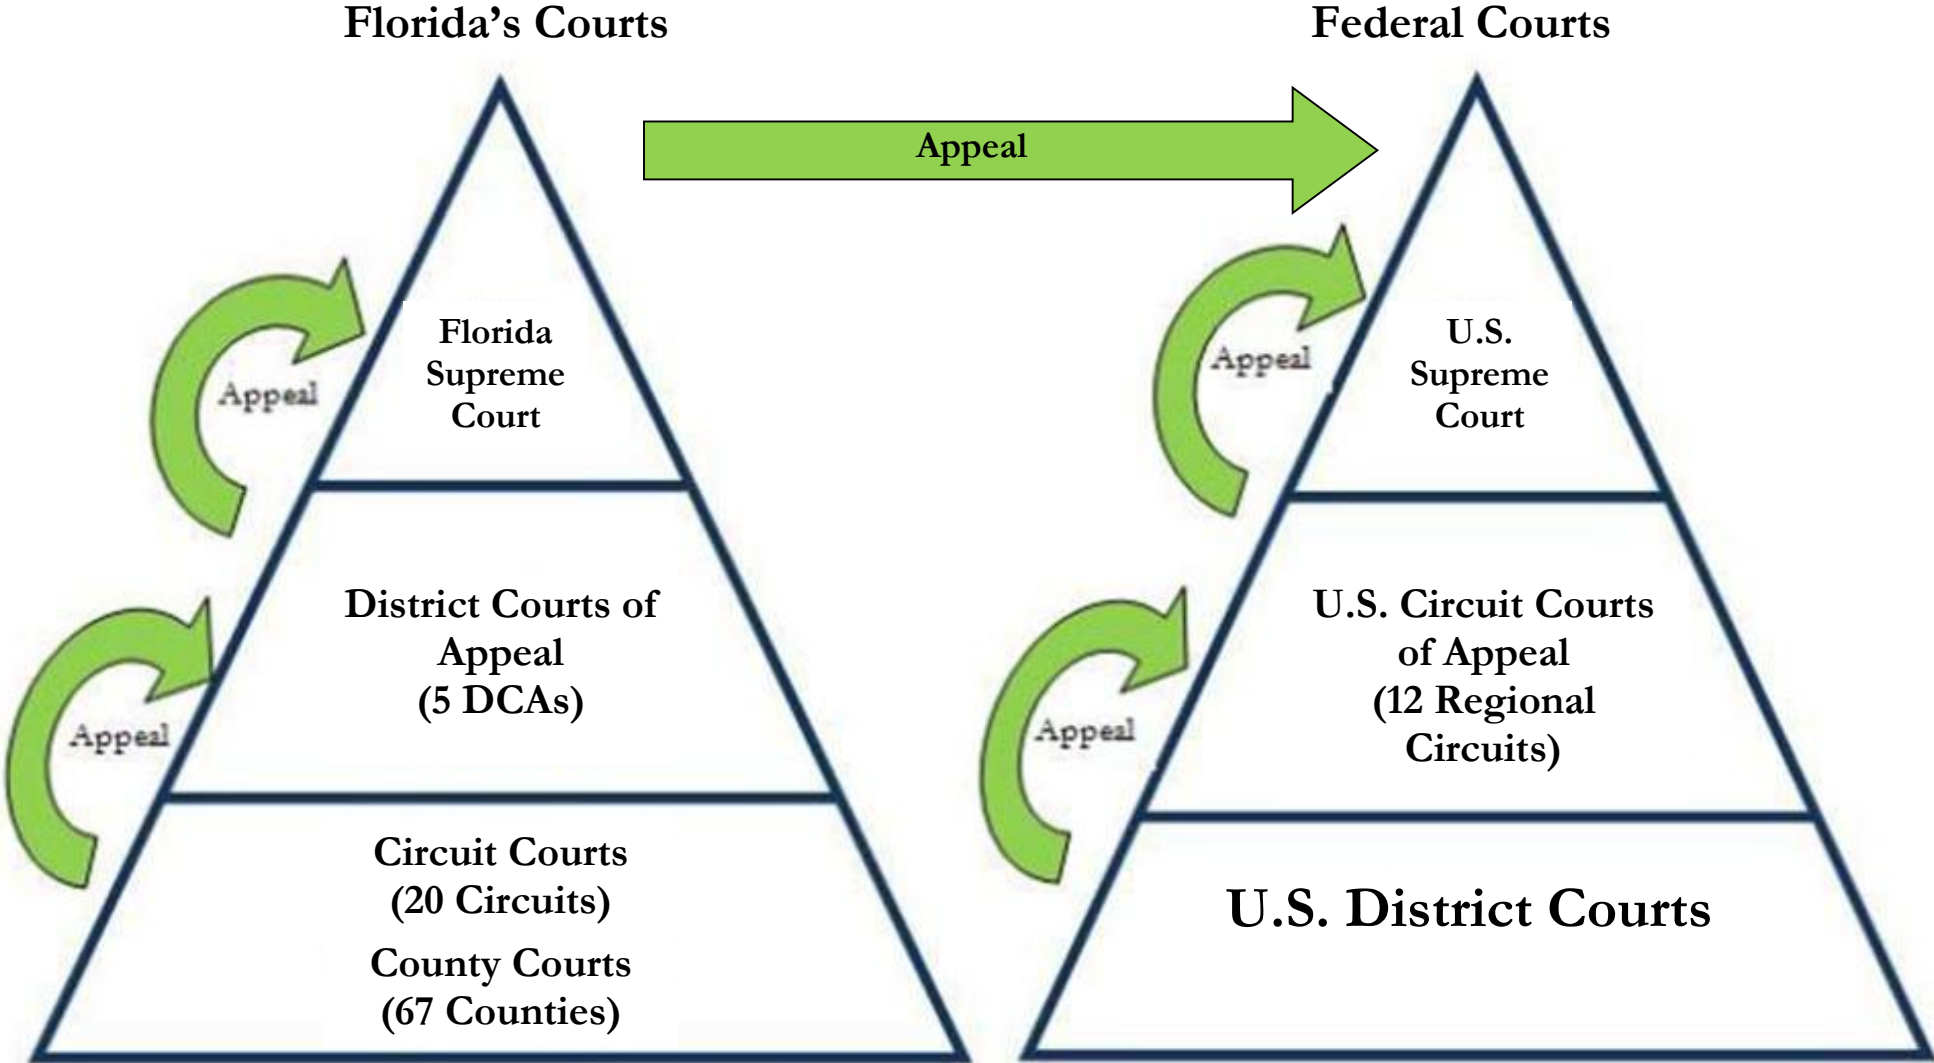 Florida’s Courts
Federal Courts
Appeal
Appeal
Florida
Supreme
Court
Appeal
District Courts of
Appeal
(5 DCAs)
Appeal
Circuit Courts
(20 Circuits)
County Courts
(67 Counties)
Appeal
U.S.
Supreme
Court
Appeal
U.S. Circuit Courts
of Appeal
(12 Regional
Circuits)
U.S. District Courts